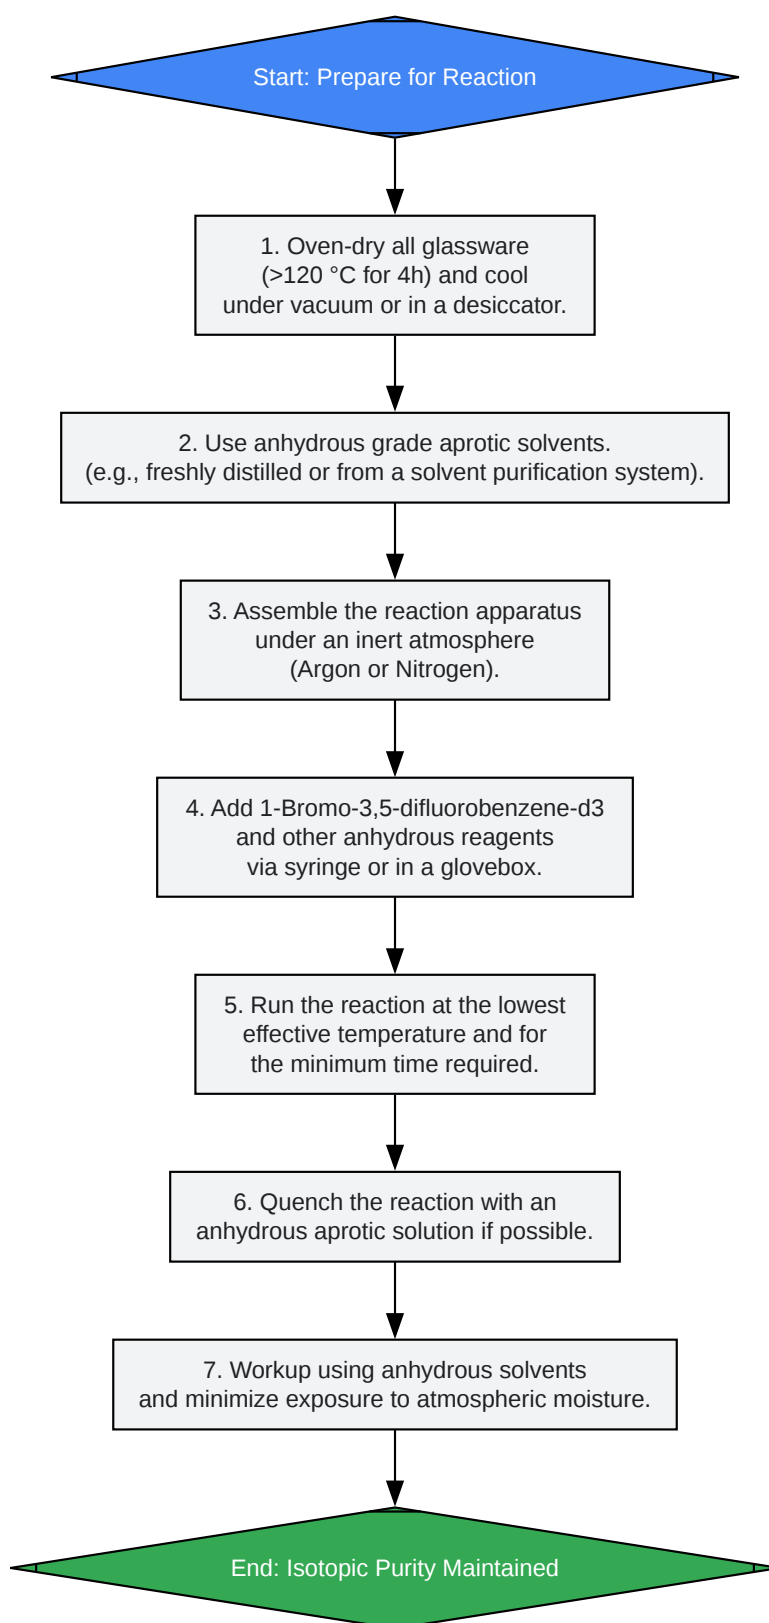 Start: Prepare for Reaction
1. Oven-dry all glassware
(>120 °C for 4h) and cool
under vacuum or in a desiccator.
2. Use anhydrous grade aprotic solvents.
(e.g., freshly distilled or from a solvent purification system).
3. Assemble the reaction apparatus
under an inert atmosphere
(Argon or Nitrogen).
4. Add 1-Bromo-3,5-difluorobenzene-d3
and other anhydrous reagents
via syringe or in a glovebox.
5. Run the reaction at the lowest
effective temperature and for
the minimum time required.
6. Quench the reaction with an
anhydrous aprotic solution if possible.
7. Workup using anhydrous solvents
and minimize exposure to atmospheric moisture.
End: Isotopic Purity Maintained